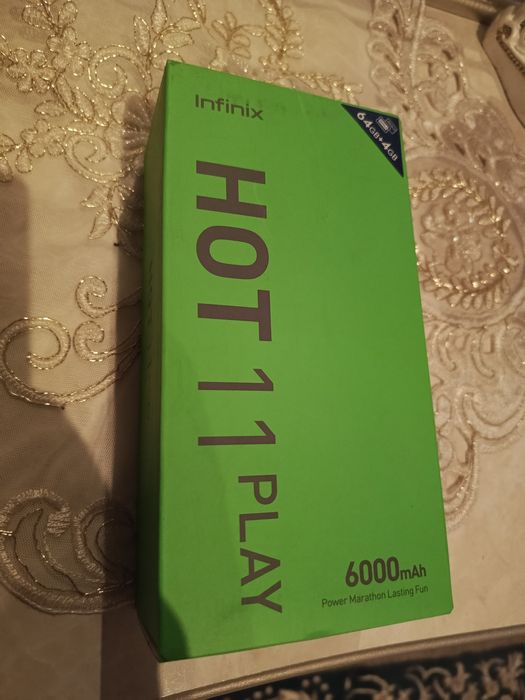 Infinix
64GB+4GB
HOT 11 PLAY
6000mAh
Power Marathon Lasting Fun